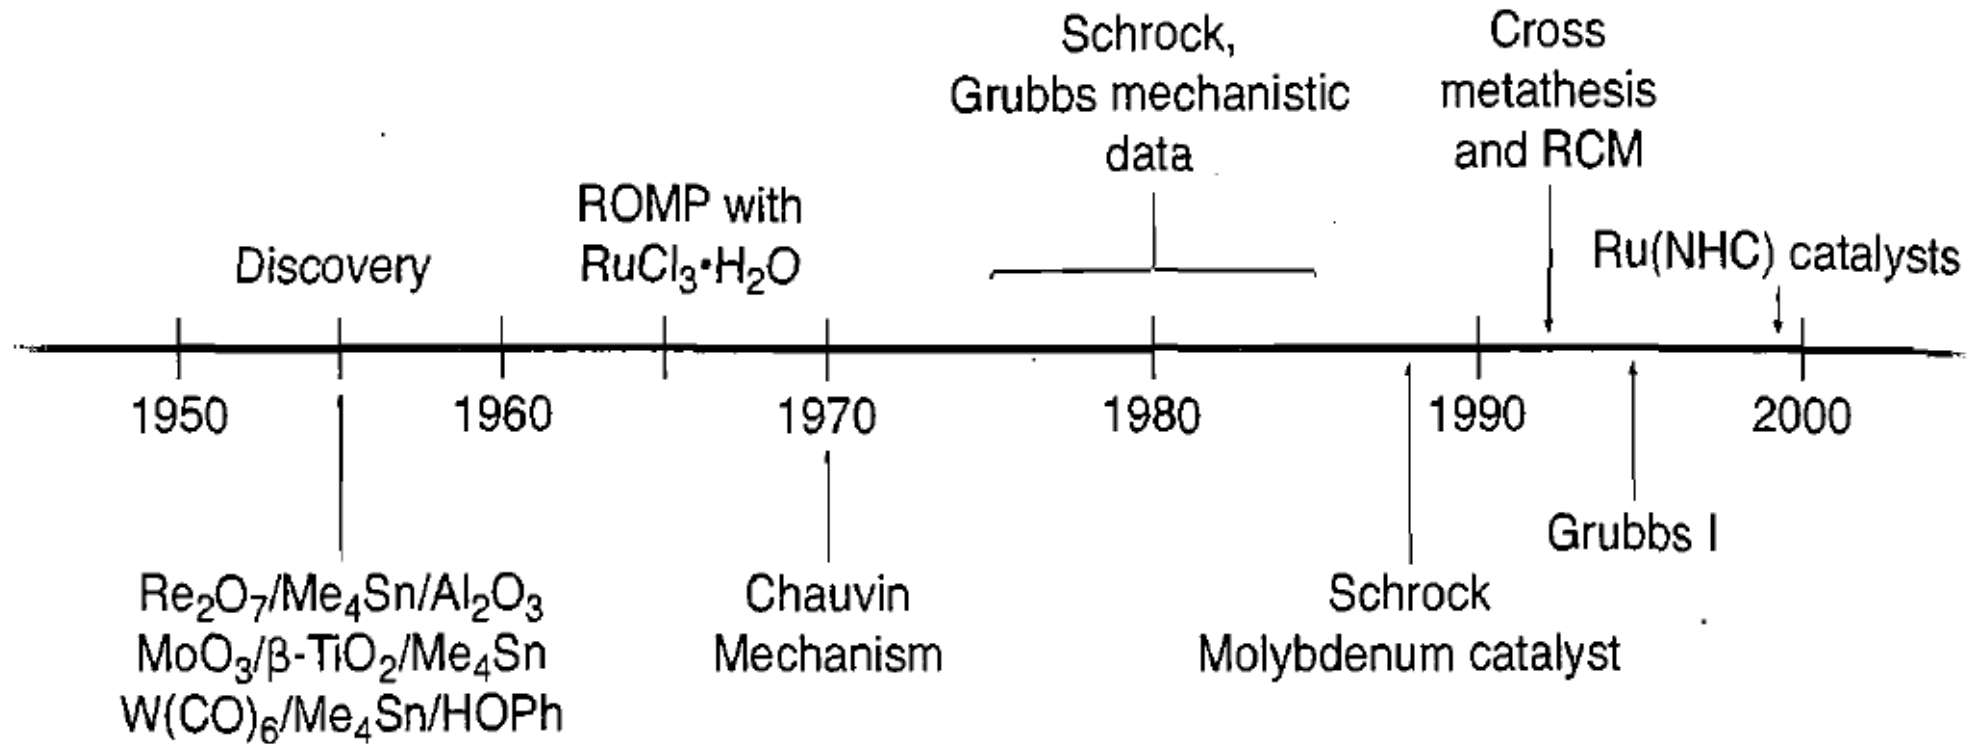 Schrock,
Grubbs mechanistic
data
Cross
metathesis
and RCM
ROMP with
RuCl₃•H₂O
Discovery
Ru(NHC) catalysts
1950
1960
1970
1980
1990
2000
Re₂O₇/Me₄Sn/Al₂O₃
MoO₃/β-TiO₂/Me₄Sn
W(CO)₆/Me₄Sn/HOPh
Chauvin
Mechanism
Schrock
Molybdenum catalyst
Grubbs I